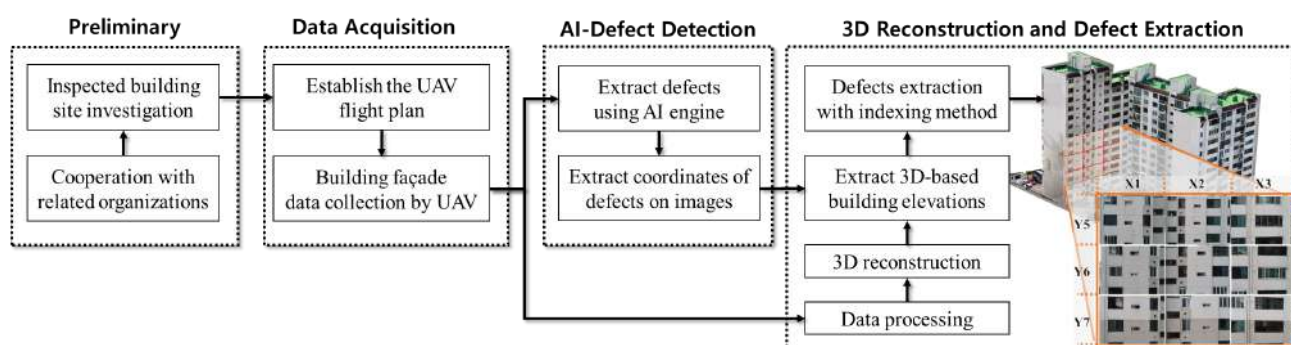 Preliminary
Data Acquisition
AI-Defect Detection
3D Reconstruction and Defect Extraction
Inspected building
site investigation
Cooperation with
related organizations
Establish the UAV
flight plan
Building façade
data collection by UAV
Extract defects
using AI engine
Extract coordinates of
defects on images
Defects extraction
with indexing method
Extract 3D-based
building elevations
3D reconstruction
Data processing
X1
X2
X3
Y5
Y6
Y7